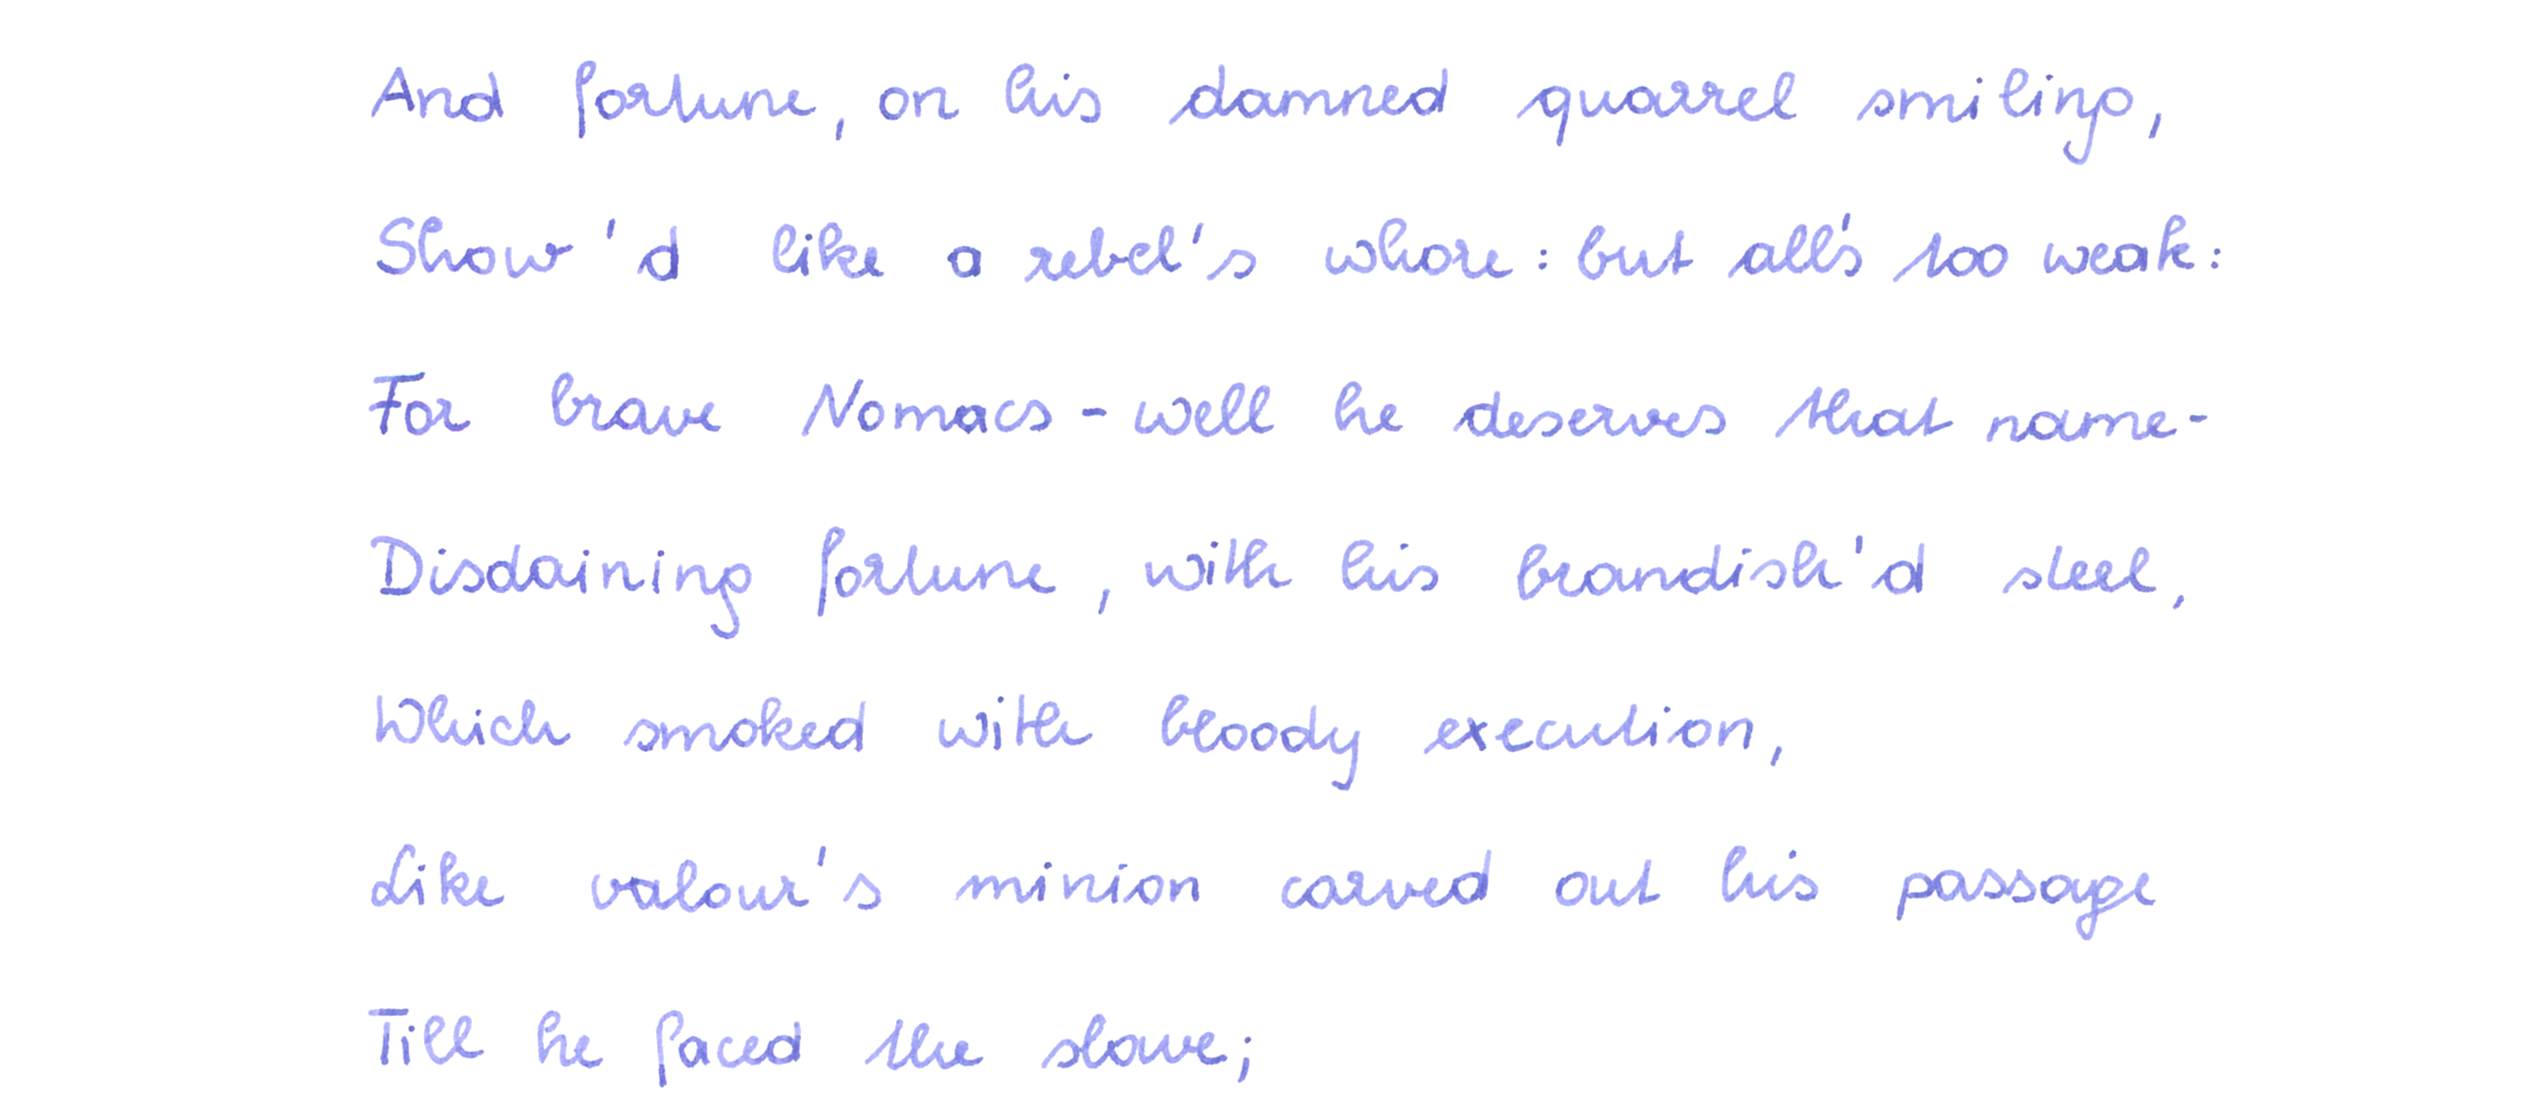 And fortune, on his damned quarrel smiling,
Show'd like a rebel's whore: but all's too weak:
For brave Nomacs - well he deserves that name -
Disdaining fortune, with his brandish'd steel,
Which smoked with bloody execution,
Like valour's minion carved out his passage
Till he faced the slave;